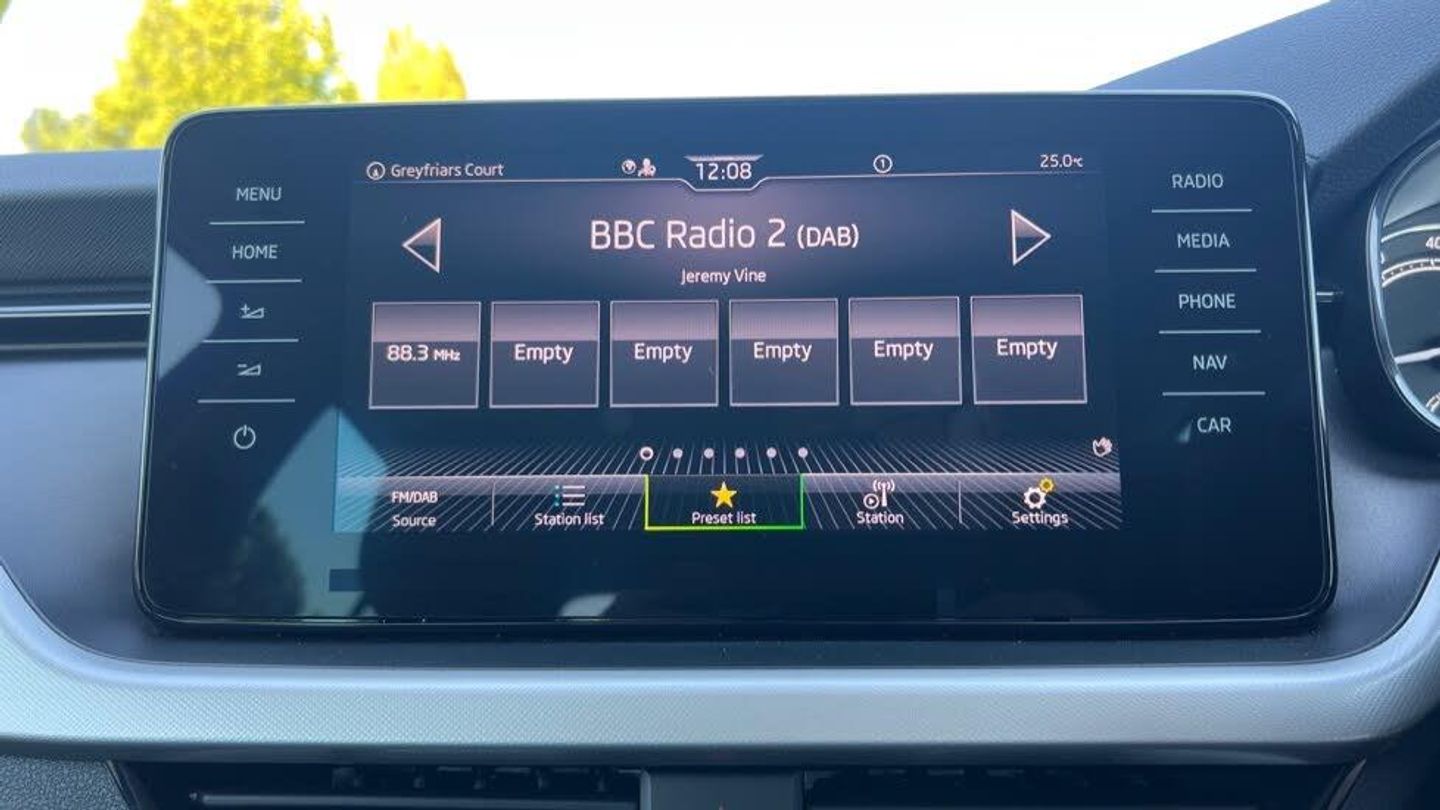 MENU
HOME
Greyfriars Court
12:08
1
25.0°C
BBC Radio 2 (DAB)
Jeremy Vine
88.3 MHz
Empty
Empty
Empty
Empty
Empty
FM/DAB
Source
Station list
Preset list
Station
Settings
RADIO
MEDIA
PHONE
NAV
CAR